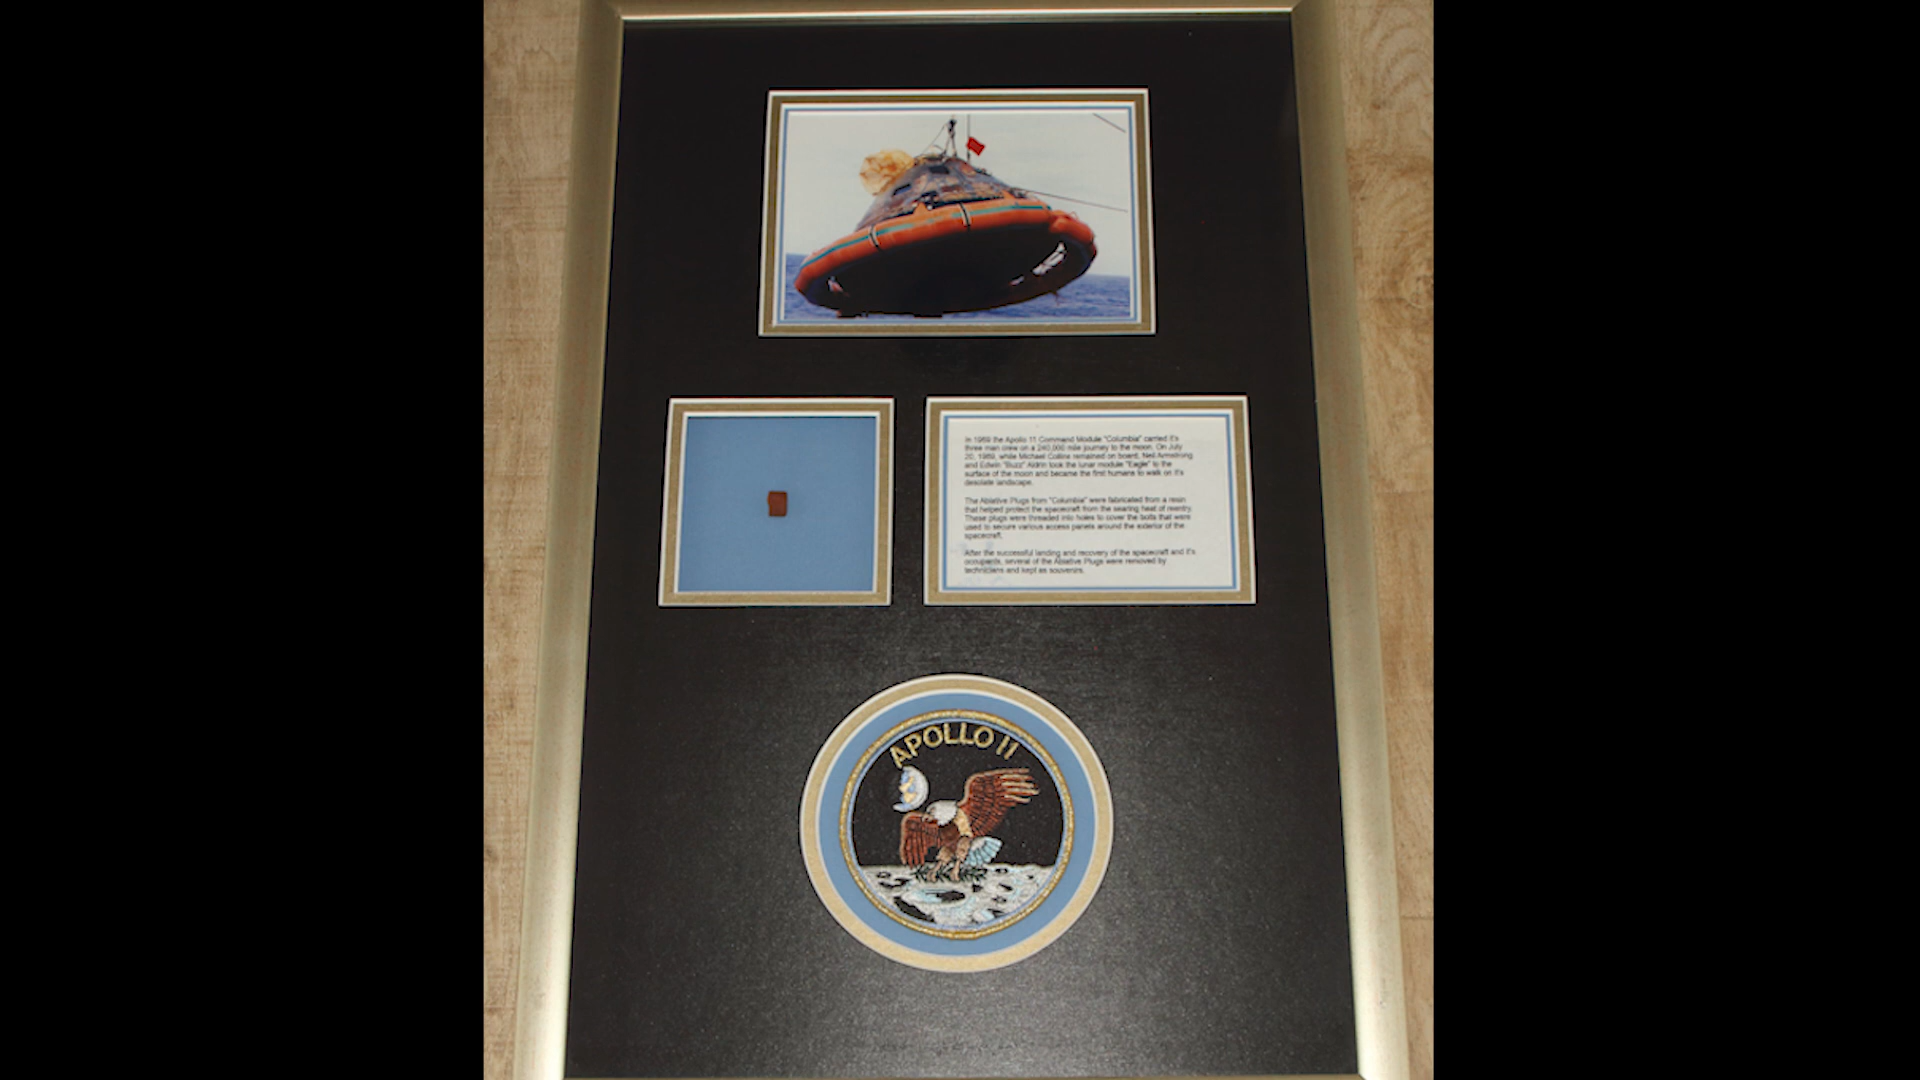 In 1969 the Apollo 11 Command Module "Columbia" carried it's
three man crew on a 240,000 mile journey to the moon. On July
20, 1969, while Michael Collins remained on board, Neil Armstrong
and Edwin "Buzz" Aldrin took the lunar module "Eagle" to the
surface of the moon and became the first humans to walk on it's
desolate landscape.
The Ablative Plugs from "Columbia" were fabricated from a resin
that helped protect the spacecraft from the searing heat of reentry.
These plugs were threaded into holes to cover the bolts that were
used to secure various access panels around the exterior of the
spacecraft.
After the successful landing and recovery of the spacecraft and it's
occupants, several of the Ablative Plugs were removed by
technicians and kept as souvenirs.
APOLLO 11